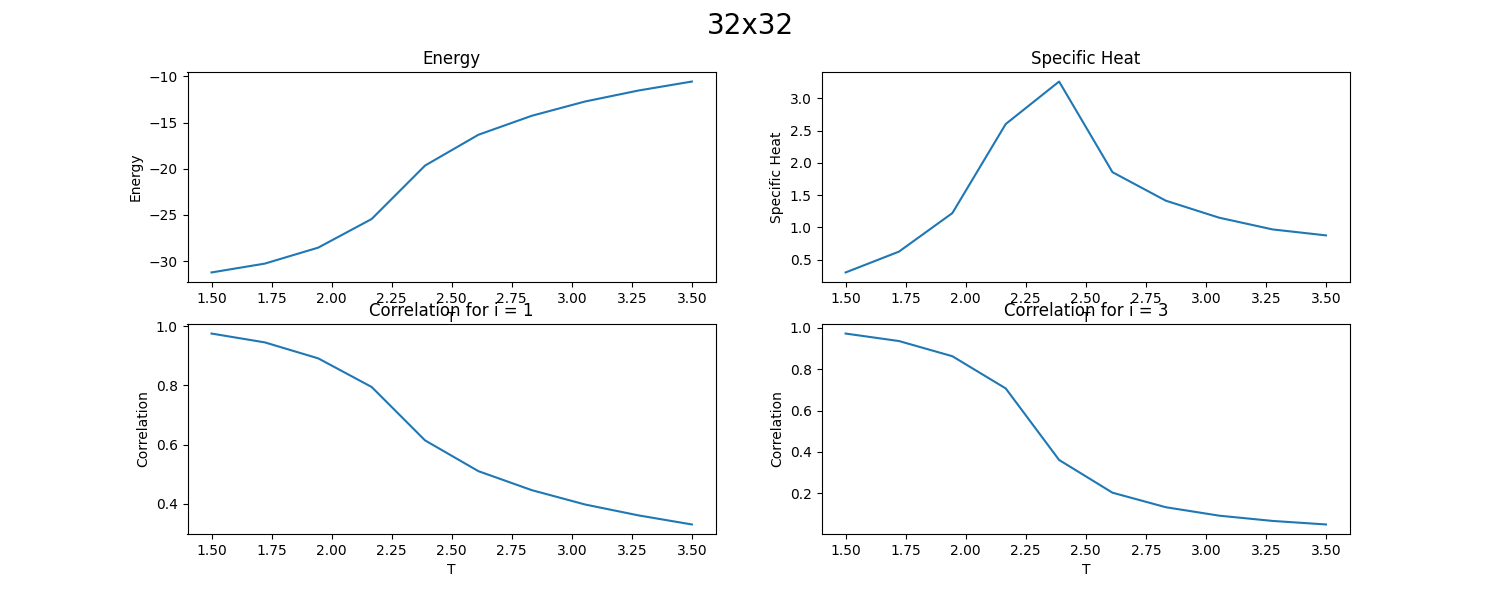 32x32
Energy
Energy
−10
−15
−20
−25
−30
1.50 1.75 2.00 2.25 2.50 2.75 3.00 3.25 3.50
T
Specific Heat
Specific Heat
3.0
2.5
2.0
1.5
1.0
0.5
1.50 1.75 2.00 2.25 2.50 2.75 3.00 3.25 3.50
T
Correlation for i = 1
Correlation
1.0
0.8
0.6
0.4
1.50 1.75 2.00 2.25 2.50 2.75 3.00 3.25 3.50
T
Correlation for i = 3
Correlation
1.0
0.8
0.6
0.4
0.2
1.50 1.75 2.00 2.25 2.50 2.75 3.00 3.25 3.50
T